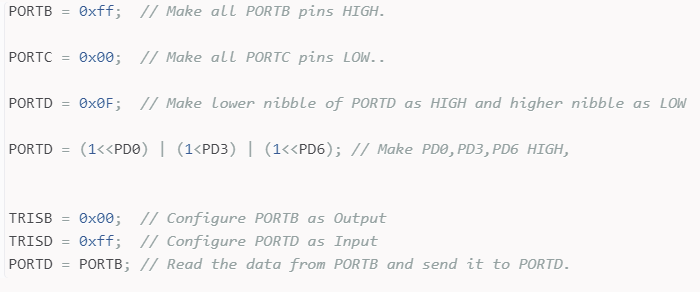 PORTB = 0xff;  // Make all PORTB pins HIGH.
PORTC = 0x00;  // Make all PORTC pins LOW..
PORTD = 0x0F;  // Make lower nibble of PORTD as HIGH and higher nibble as LOW
PORTD = (1<<PD0) | (1<PD3) | (1<<PD6); // Make PD0,PD3,PD6 HIGH,
TRISB = 0x00;  // Configure PORTB as Output
TRISD = 0xff;  // Configure PORTD as Input
PORTD = PORTB; // Read the data from PORTB and send it to PORTD.